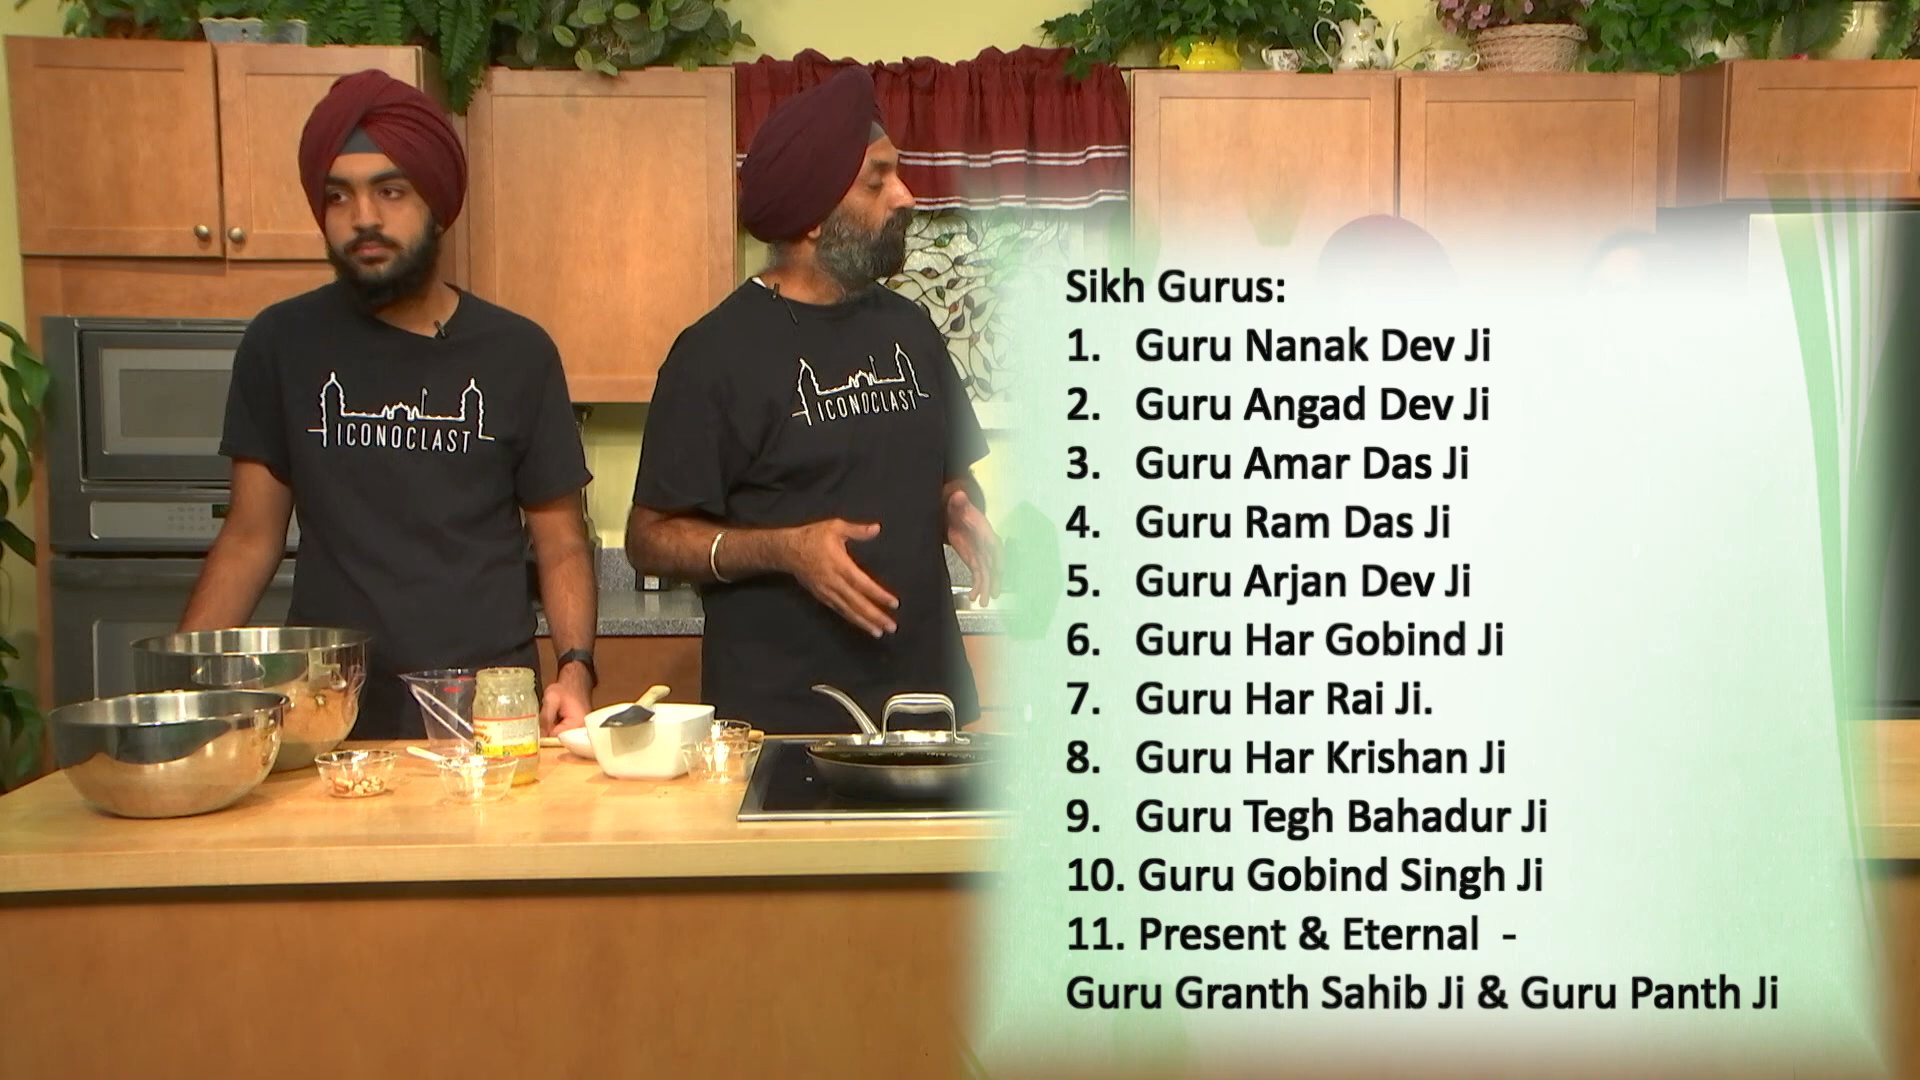 ICONOCLAST
ICONOCLAST
Sikh Gurus:
1. Guru Nanak Dev Ji
2. Guru Angad Dev Ji
3. Guru Amar Das Ji
4. Guru Ram Das Ji
5. Guru Arjan Dev Ji
6. Guru Har Gobind Ji
7. Guru Har Rai Ji.
8. Guru Har Krishan Ji
9. Guru Tegh Bahadur Ji
10. Guru Gobind Singh Ji
11. Present & Eternal -
Guru Granth Sahib Ji & Guru Panth Ji